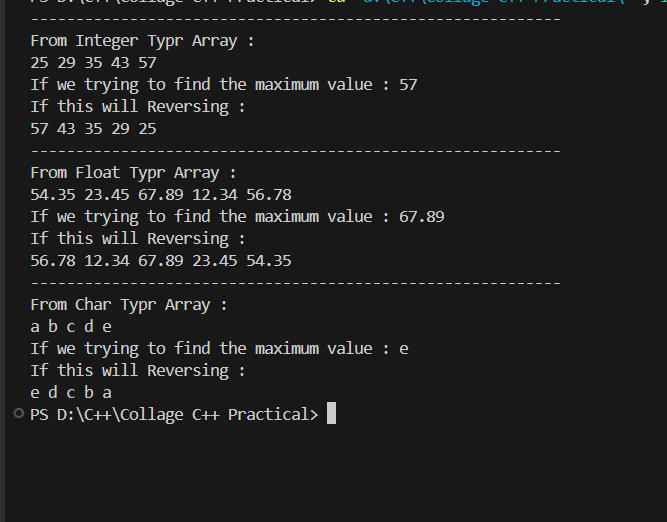 -----------------------------------------------------------
From Integer Typr Array :
25 29 35 43 57
If we trying to find the maximum value : 57
If this will Reversing :
57 43 35 29 25
-----------------------------------------------------------
From Float Typr Array :
54.35 23.45 67.89 12.34 56.78
If we trying to find the maximum value : 67.89
If this will Reversing :
56.78 12.34 67.89 23.45 54.35
-----------------------------------------------------------
From Char Typr Array :
a b c d e
If we trying to find the maximum value : e
If this will Reversing :
e d c b a
PS D:\C++\Collage C++ Practical>